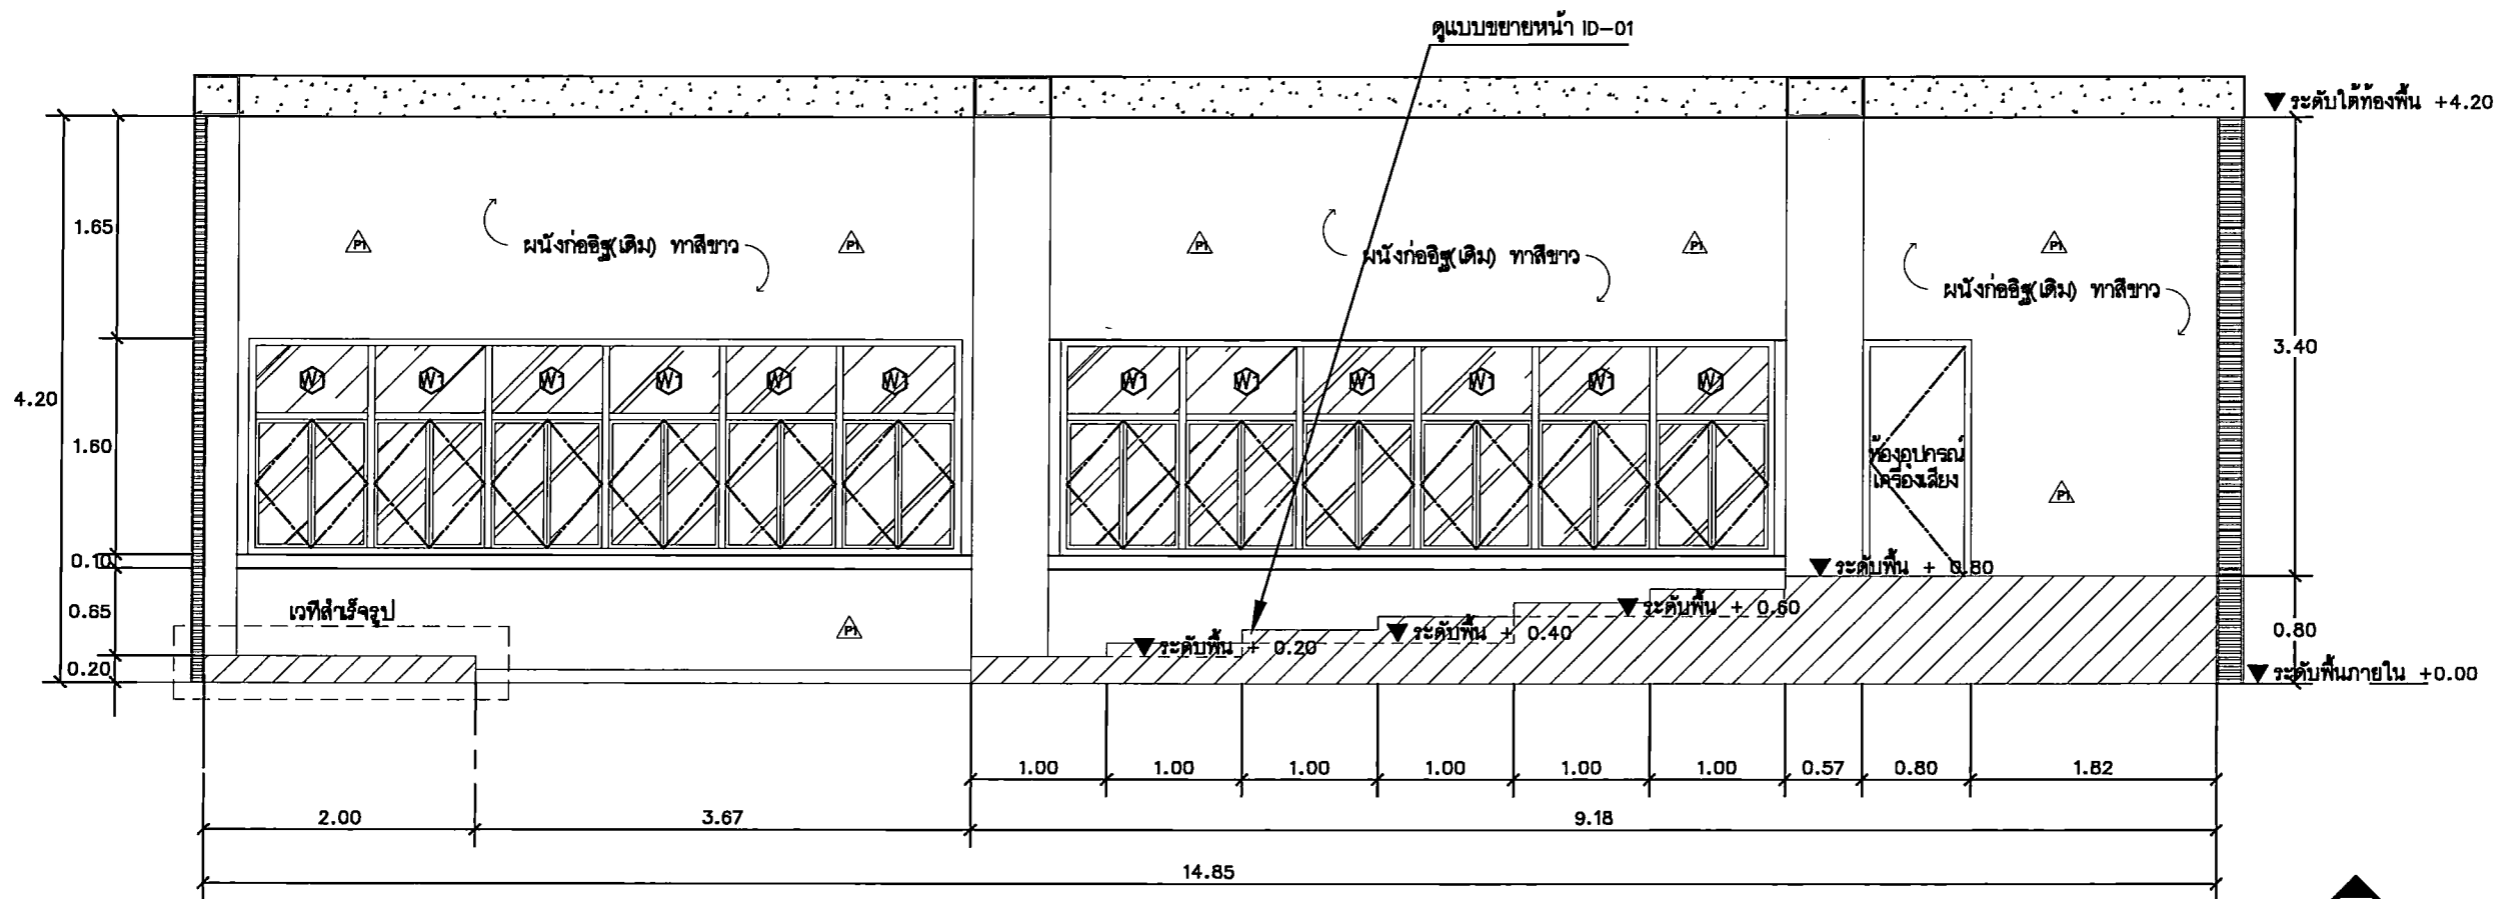 ดูแบบขยายหน้า ID-01
ระดับใต้ท้องพื้น +4.20
1.65
P1
ผนังก่ออิฐ(เดิม) ทาสีขาว
P1
P1
ผนังก่ออิฐ(เดิม) ทาสีขาว
P1
P1
ผนังก่ออิฐ(เดิม) ทาสีขาว
3.40
4.20
W1 W1 W1 W1 W1 W1
W1 W1 W1 W1 W1 W1
1.60
ห้องอุปกรณ์
เครื่องเสียง
P1
0.10
ระดับพื้น + 0.80
0.65
เวทีสำเร็จรูป
P1
ระดับพื้น + 0.60
ระดับพื้น + 0.40
ระดับพื้น + 0.20
0.80
0.20
ระดับพื้นภายใน +0.00
1.00 1.00 1.00 1.00 1.00 1.00 0.57 0.80 1.82
2.00 3.67 9.18
14.85